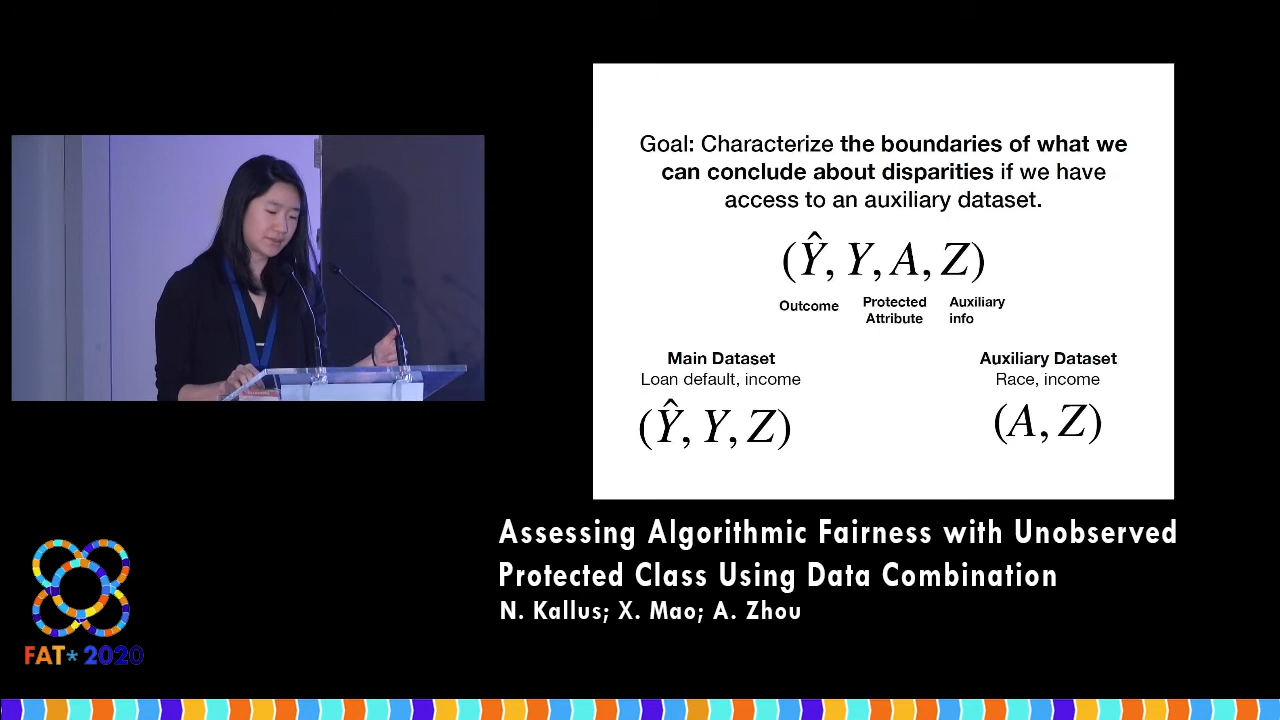 Goal: Characterize the boundaries of what we
can conclude about disparities if we have
access to an auxiliary dataset.
(Ŷ, Y, A, Z)
Outcome
Protected
Attribute
Auxiliary
info
Main Dataset
Loan default, income
(Ŷ, Y, Z)
Auxiliary Dataset
Race, income
(A, Z)
Assessing Algorithmic Fairness with Unobserved
Protected Class Using Data Combination
N. Kallus; X. Mao; A. Zhou
FAT* 2020